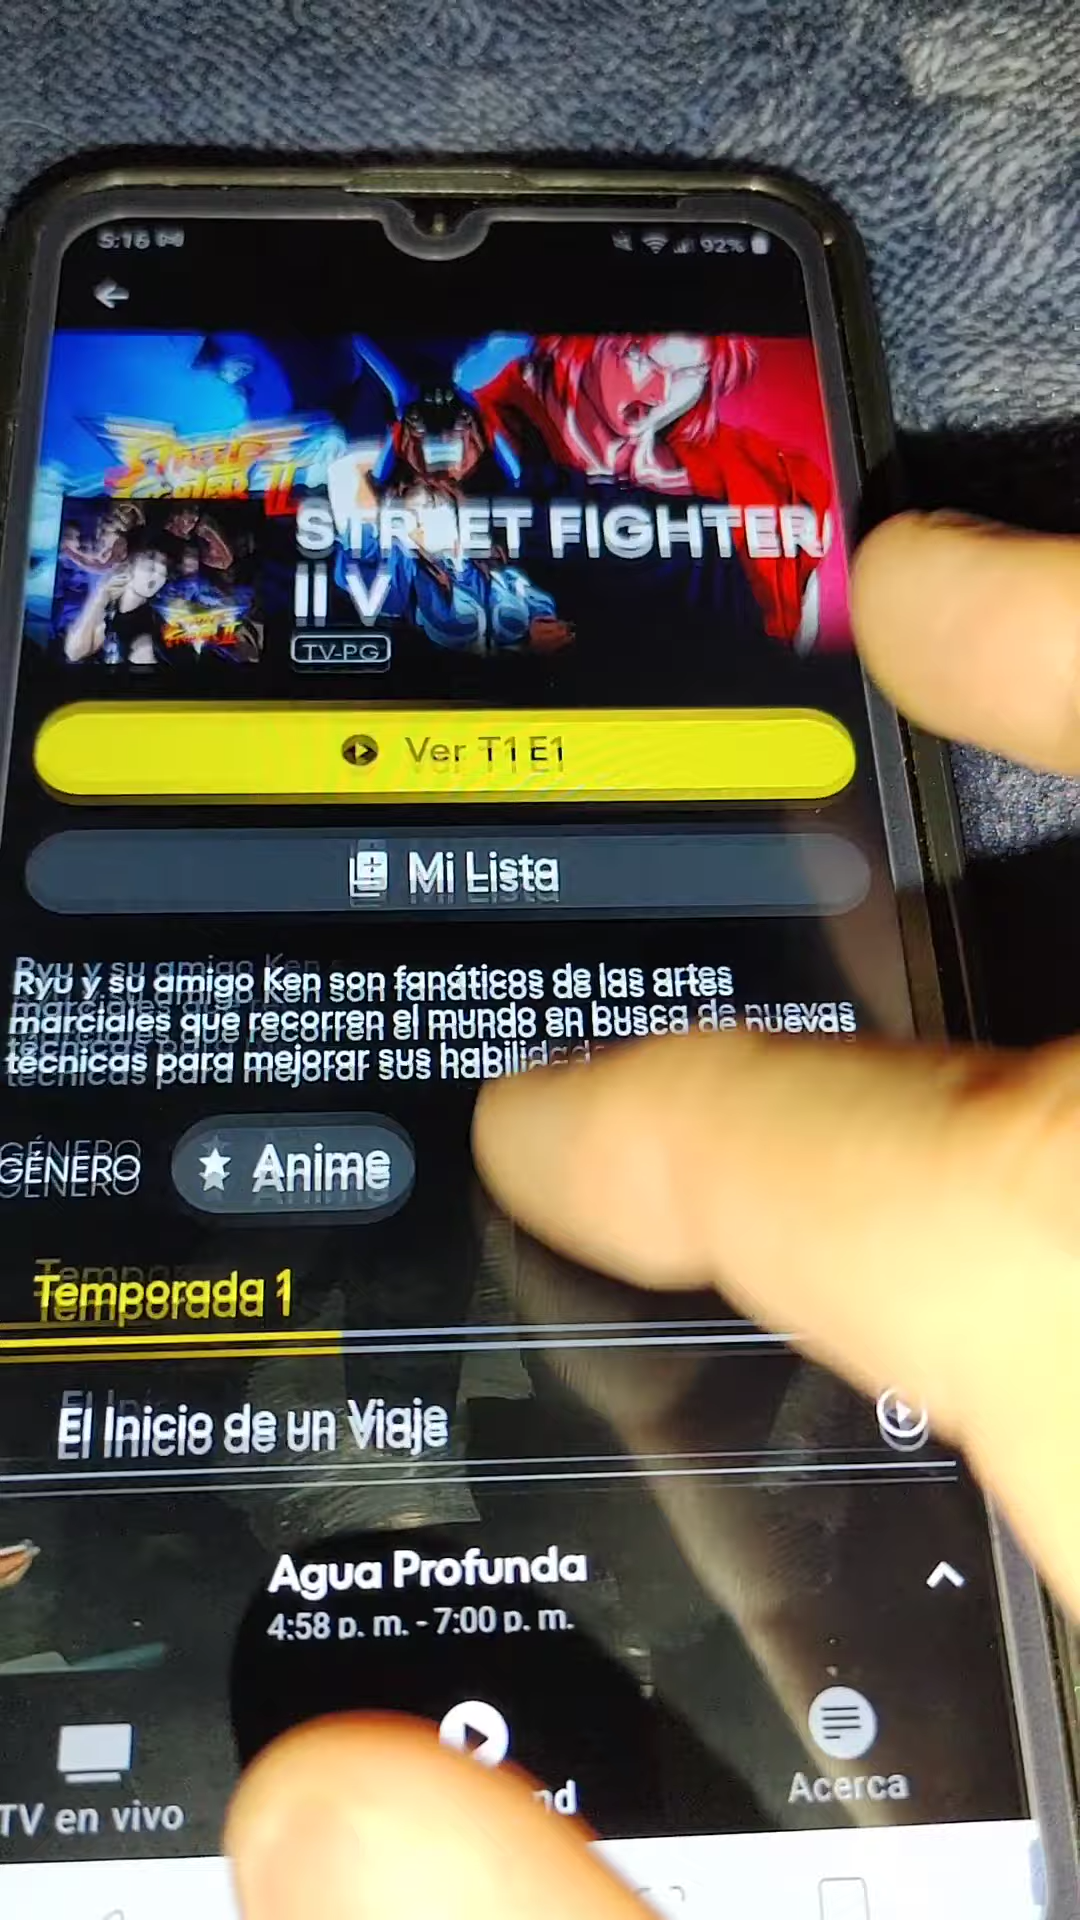 5:16
92%
STREET FIGHTER
II V
TV-PG
Ver T1 E1
Mi Lista
Ryu y su amigo Ken son fanáticos de las artes
marciales que recorren el mundo en busca de nuevas
técnicas para mejorar sus
GÉNERO
Anime
Temporada 1
El Inicio de un Viaje
Agua Profunda
4:58 p. m. - 7:00 p. m.
TV en vivo
Acerca